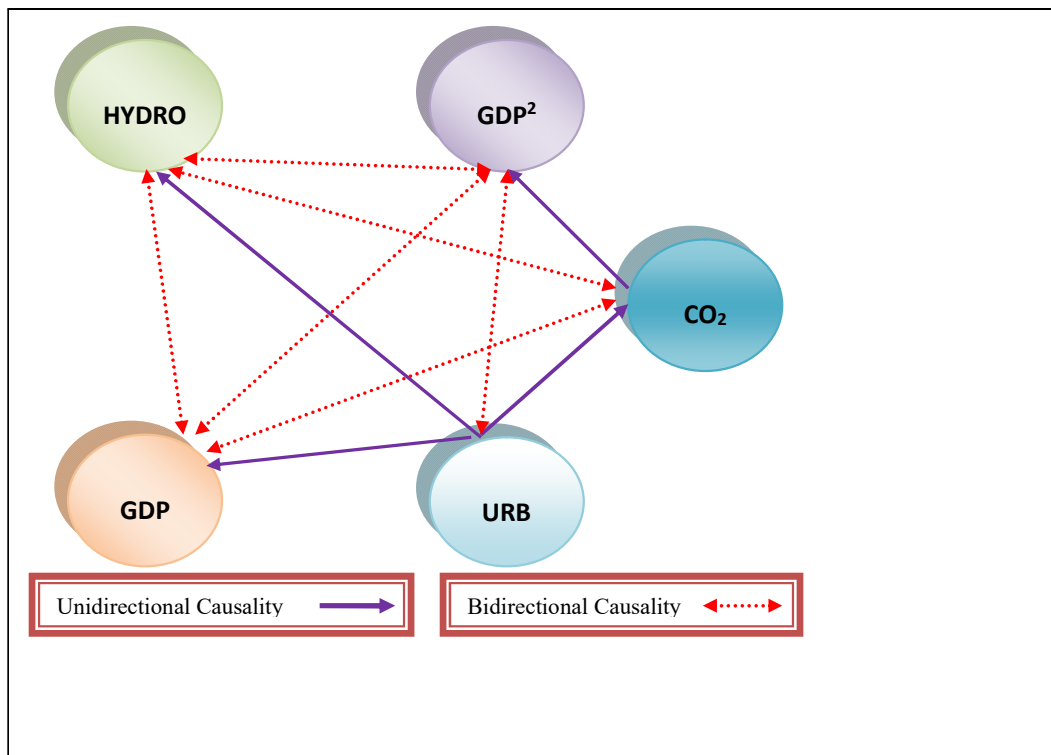 HYDRO
GDP²
CO₂
GDP
URB
Unidirectional Causality
Bidirectional Causality